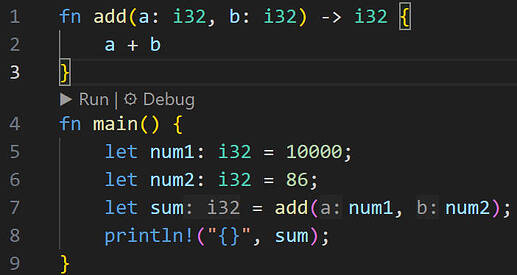 1 fn add(a: i32, b: i32) -> i32 {
2     a + b
3 }
▶ Run | ⚙ Debug
4 fn main() {
5     let num1: i32 = 10000;
6     let num2: i32 = 86;
7     let sum: i32 = add(a: num1, b: num2);
8     println!("{}", sum);
9 }